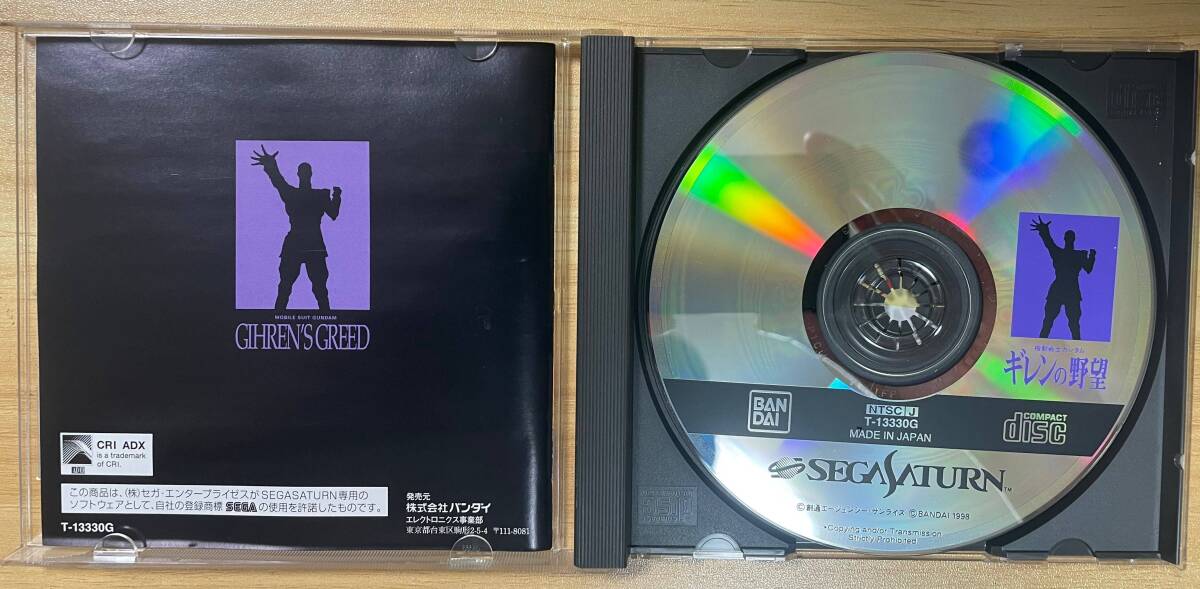 MOBILE SUIT GUNDAM
GIHREN'S GREED
CRI ADX
is a trademark
of CRI.
この商品は、(株)セガ・エンタープライゼスがSEGASATURN専用の
ソフトウェアとして、自社の登録商標SEGAの使用を許諾したものです。
T-13330G
発売元
株式会社バンダイ
エレクトロニクス事業部
東京都台東区駒形2-5-4 〒111-8081
機動戦士ガンダム
ギレンの野望
BAN
DAI
NTSC J
T-13330G
MADE IN JAPAN
COMPACT
disc
SEGASATURN™
©創通エージェンシー・サンライズ ©BANDAI 1998
•Copying And/or Transmission
Strictly Prohibited.